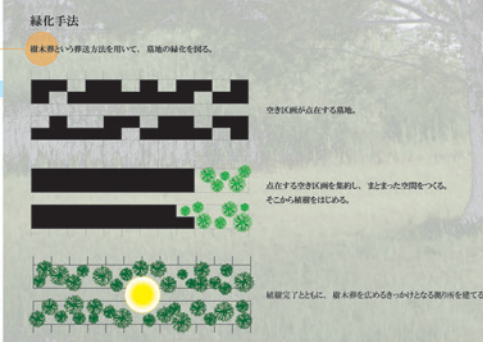 緑化手法
樹木葬という葬送方法を用いて、墓地の緑化を図る。
空き区画が点在する墓地。
点在する空き区画を集約し、まとまった空間をつくる。
そこから植樹をはじめる。
植樹完了とともに、樹木葬を広めるきっかけとなる拠り所を建てる